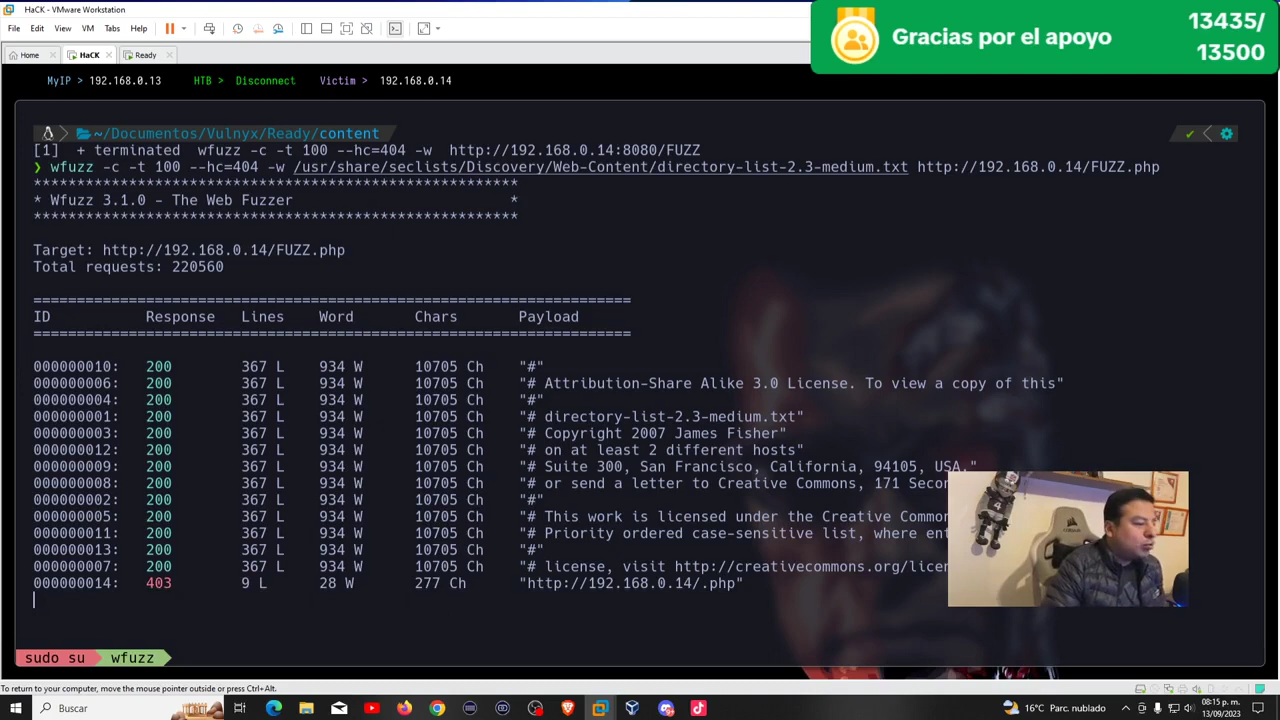 HaCK - VMware Workstation
File Edit View VM Tabs Help
Home HaCK Ready
Gracias por el apoyo
13435/
13500
MyIP > 192.168.0.13 HTB > Disconnect Victim > 192.168.0.14
~/Documentos/Vulnyx/Ready/content
[1] + terminated wfuzz -c -t 100 --hc=404 -w http://192.168.0.14:8080/FUZZ
❯ wfuzz -c -t 100 --hc=404 -w /usr/share/seclists/Discovery/Web-Content/directory-list-2.3-medium.txt http://192.168.0.14/FUZZ.php
********************************************************
* Wfuzz 3.1.0 - The Web Fuzzer *
********************************************************
Target: http://192.168.0.14/FUZZ.php
Total requests: 220560
=====================================================================
ID Response Lines Word Chars Payload
=====================================================================
000000010: 200 367 L 934 W 10705 Ch "#"
000000006: 200 367 L 934 W 10705 Ch "# Attribution-Share Alike 3.0 License. To view a copy of this"
000000004: 200 367 L 934 W 10705 Ch "#"
000000001: 200 367 L 934 W 10705 Ch "# directory-list-2.3-medium.txt"
000000003: 200 367 L 934 W 10705 Ch "# Copyright 2007 James Fisher"
000000012: 200 367 L 934 W 10705 Ch "# on at least 2 different hosts"
000000009: 200 367 L 934 W 10705 Ch "# Suite 300, San Francisco, California, 94105, USA."
000000008: 200 367 L 934 W 10705 Ch "# or send a letter to Creative Commons, 171 Secon
000000002: 200 367 L 934 W 10705 Ch "#"
000000005: 200 367 L 934 W 10705 Ch "# This work is licensed under the Creative Common
000000011: 200 367 L 934 W 10705 Ch "# Priority ordered case-sensitive list, where ent
000000013: 200 367 L 934 W 10705 Ch "#"
000000007: 200 367 L 934 W 10705 Ch "# license, visit http://creativecommons.org/licen
000000014: 403 9 L 28 W 277 Ch "http://192.168.0.14/.php"
sudo su wfuzz
To return to your computer, move the mouse pointer outside or press Ctrl+Alt.
Buscar
16°C Parc. nublado
08:15 p. m.
13/09/2023